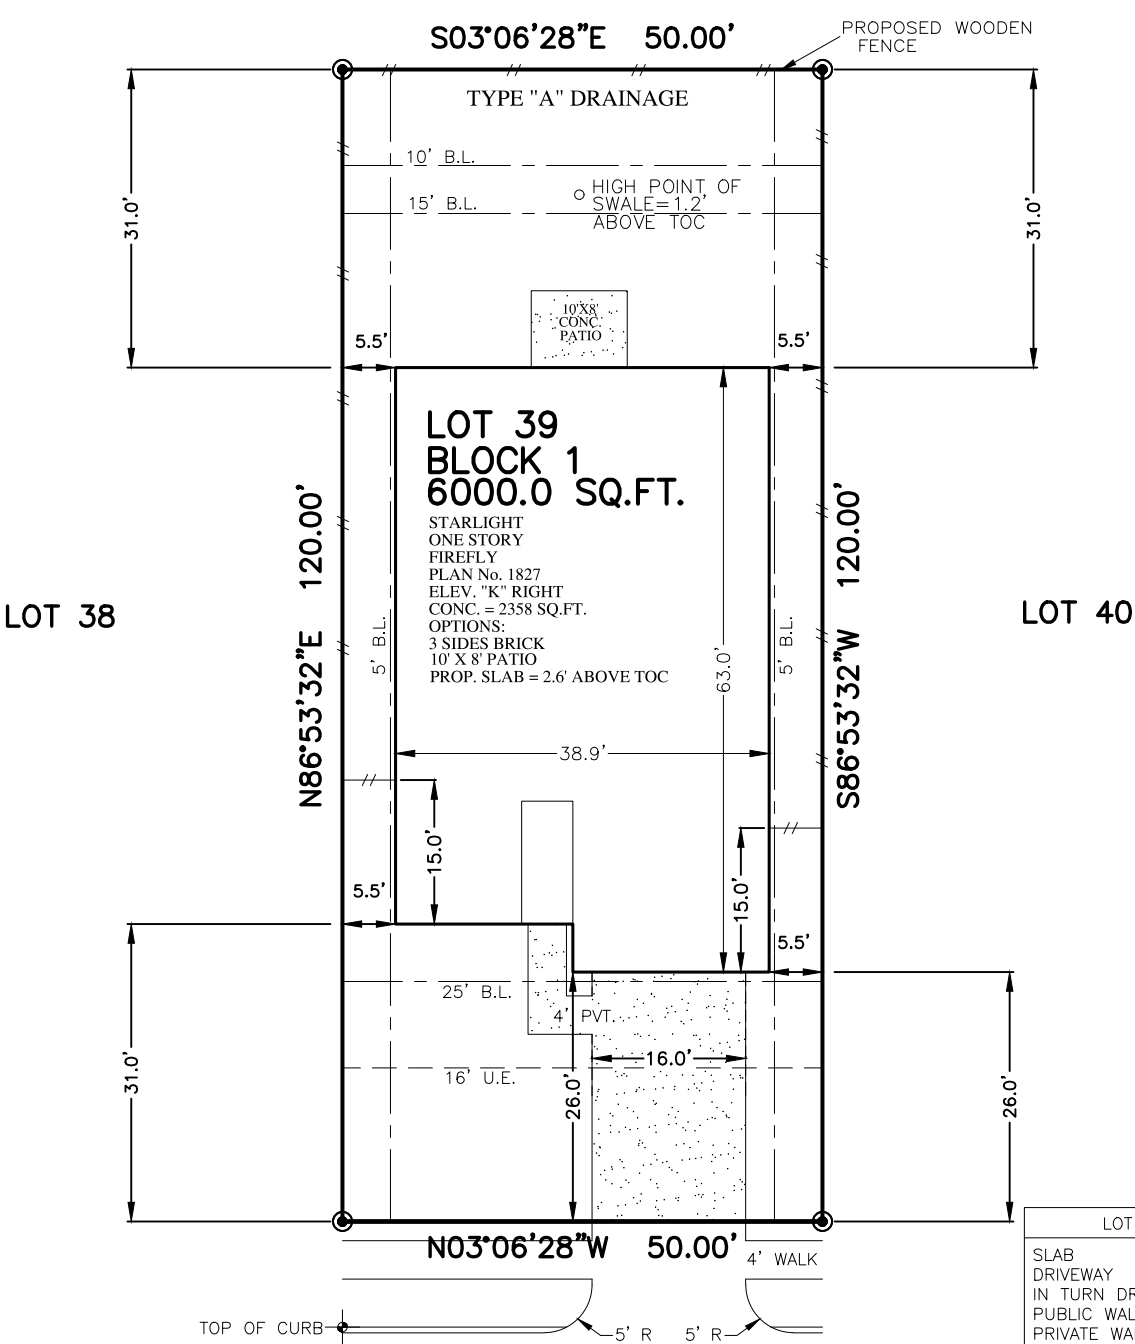 S03°06'28"E 50.00'
PROPOSED WOODEN
FENCE
TYPE "A" DRAINAGE
10' B.L.
HIGH POINT OF
SWALE=1.2'
ABOVE TOC
15' B.L.
31.0'
31.0'
10'X8'
CONC.
PATIO
5.5'
5.5'
LOT 39
BLOCK 1
6000.0 SQ.FT.
STARLIGHT
ONE STORY
FIREFLY
PLAN No. 1827
ELEV. "K" RIGHT
CONC. = 2358 SQ.FT.
OPTIONS:
3 SIDES BRICK
10' X 8' PATIO
PROP. SLAB = 2.6' ABOVE TOC
LOT 38
N86°53'32"E 120.00'
5' B.L.
63.0'
5' B.L.
S86°53'32"W 120.00'
LOT 40
38.9'
15.0'
15.0'
5.5'
5.5'
25' B.L.
4' PVT.
16.0'
16' U.E.
31.0'
26.0'
26.0'
N03°06'28"W 50.00'
4' WALK
TOP OF CURB
5' R
5' R
LOT
SLAB
DRIVEWAY
IN TURN DR
PUBLIC WAL
PRIVATE WA